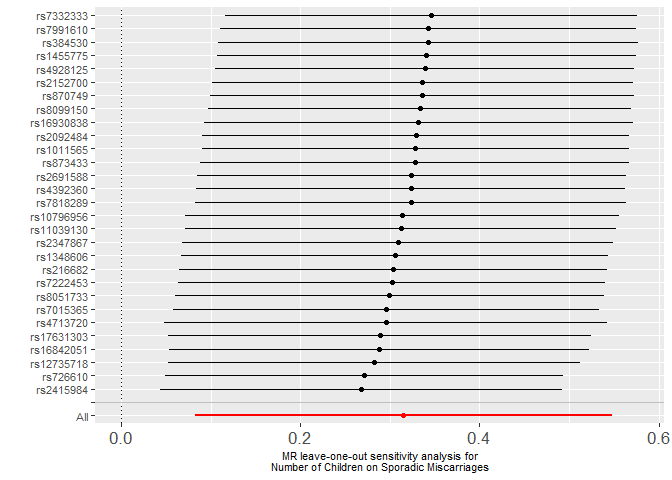 rs7332333
rs7991610
rs384530
rs1455775
rs4928125
rs2152700
rs870749
rs8099150
rs16930838
rs2092484
rs1011565
rs873433
rs2691588
rs4392360
rs7818289
rs10796956
rs11039130
rs2347867
rs1348606
rs216682
rs7222453
rs8051733
rs7015365
rs4713720
rs17631303
rs16842051
rs12735718
rs726610
rs2415984
All
0.0 0.2 0.4 0.6
MR leave-one-out sensitivity analysis for
Number of Children on Sporadic Miscarriages